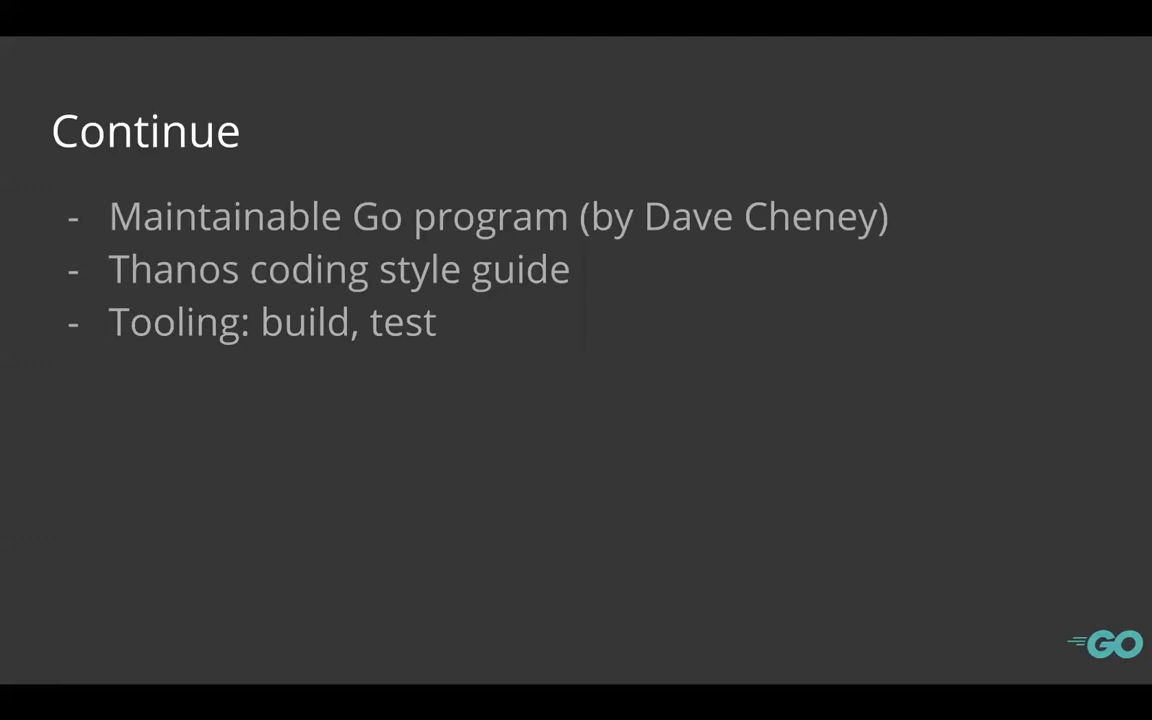 Continue
- Maintainable Go program (by Dave Cheney)
- Thanos coding style guide
- Tooling: build, test
GO